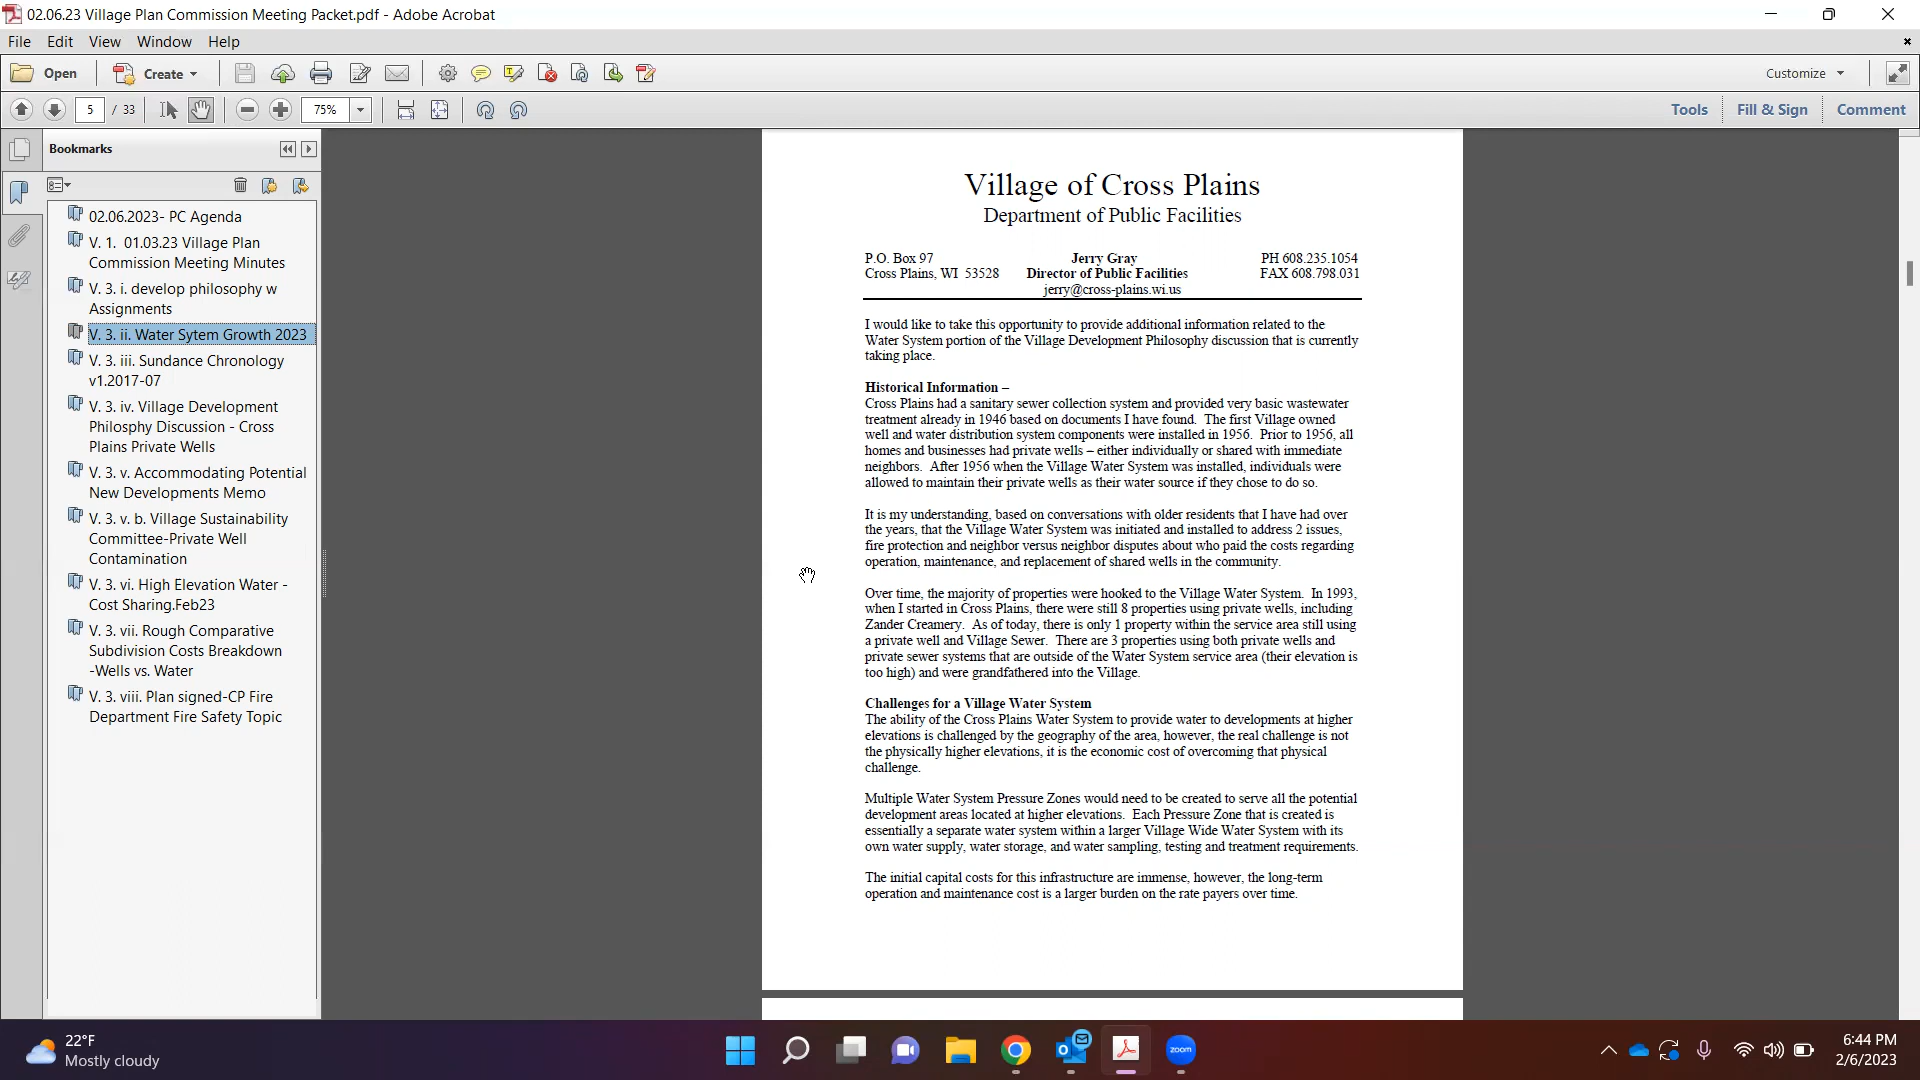 02.06.23 Village Plan Commission Meeting Packet.pdf - Adobe Acrobat
File Edit View Window Help
Open Create Customize
5 / 33 75% Tools Fill & Sign Comment
Bookmarks
02.06.2023- PC Agenda
V. 1. 01.03.23 Village Plan
Commission Meeting Minutes
V. 3. i. develop philosophy w
Assignments
V. 3. ii. Water Sytem Growth 2023
V. 3. iii. Sundance Chronology
v1.2017-07
V. 3. iv. Village Development
Philosphy Discussion - Cross
Plains Private Wells
V. 3. v. Accommodating Potential
New Developments Memo
V. 3. v. b. Village Sustainability
Committee-Private Well
Contamination
V. 3. vi. High Elevation Water -
Cost Sharing.Feb23
V. 3. vii. Rough Comparative
Subdivision Costs Breakdown
-Wells vs. Water
V. 3. viii. Plan signed-CP Fire
Department Fire Safety Topic
Village of Cross Plains
Department of Public Facilities
P.O. Box 97 Jerry Gray PH 608.235.1054
Cross Plains, WI 53528 Director of Public Facilities FAX 608.798.031
jerry@cross-plains.wi.us
I would like to take this opportunity to provide additional information related to the
Water System portion of the Village Development Philosophy discussion that is currently
taking place.
Historical Information –
Cross Plains had a sanitary sewer collection system and provided very basic wastewater
treatment already in 1946 based on documents I have found. The first Village owned
well and water distribution system components were installed in 1956. Prior to 1956, all
homes and businesses had private wells – either individually or shared with immediate
neighbors. After 1956 when the Village Water System was installed, individuals were
allowed to maintain their private wells as their water source if they chose to do so.
It is my understanding, based on conversations with older residents that I have had over
the years, that the Village Water System was initiated and installed to address 2 issues,
fire protection and neighbor versus neighbor disputes about who paid the costs regarding
operation, maintenance, and replacement of shared wells in the community.
Over time, the majority of properties were hooked to the Village Water System. In 1993,
when I started in Cross Plains, there were still 8 properties using private wells, including
Zander Creamery. As of today, there is only 1 property within the service area still using
a private well and Village Sewer. There are 3 properties using both private wells and
private sewer systems that are outside of the Water System service area (their elevation is
too high) and were grandfathered into the Village.
Challenges for a Village Water System
The ability of the Cross Plains Water System to provide water to developments at higher
elevations is challenged by the geography of the area, however, the real challenge is not
the physically higher elevations, it is the economic cost of overcoming that physical
challenge.
Multiple Water System Pressure Zones would need to be created to serve all the potential
development areas located at higher elevations. Each Pressure Zone that is created is
essentially a separate water system within a larger Village Wide Water System with its
own water supply, water storage, and water sampling, testing and treatment requirements.
The initial capital costs for this infrastructure are immense, however, the long-term
operation and maintenance cost is a larger burden on the rate payers over time.
22°F
Mostly cloudy
zoom
6:44 PM
2/6/2023